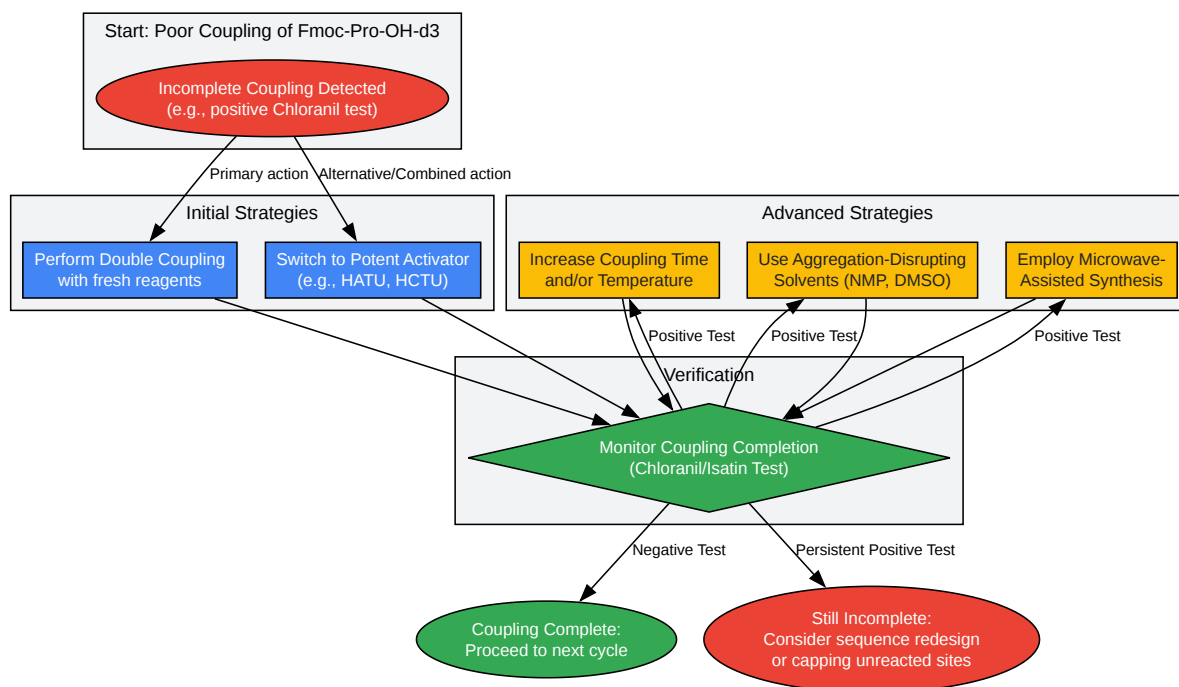 Start: Poor Coupling of Fmoc-Pro-OH-d3
Incomplete Coupling Detected
(e.g., positive Chloranil test)
Primary action
Alternative/Combined action
Initial Strategies
Perform Double Coupling
with fresh reagents
Switch to Potent Activator
(e.g., HATU, HCTU)
Advanced Strategies
Increase Coupling Time
and/or Temperature
Use Aggregation-Disrupting
Solvents (NMP, DMSO)
Employ Microwave-
Assisted Synthesis
Positive Test
Positive Test
Positive Test
Verification
Monitor Coupling Completion
(Chloranil/Isatin Test)
Negative Test
Persistent Positive Test
Coupling Complete:
Proceed to next cycle
Still Incomplete:
Consider sequence redesign
or capping unreacted sites